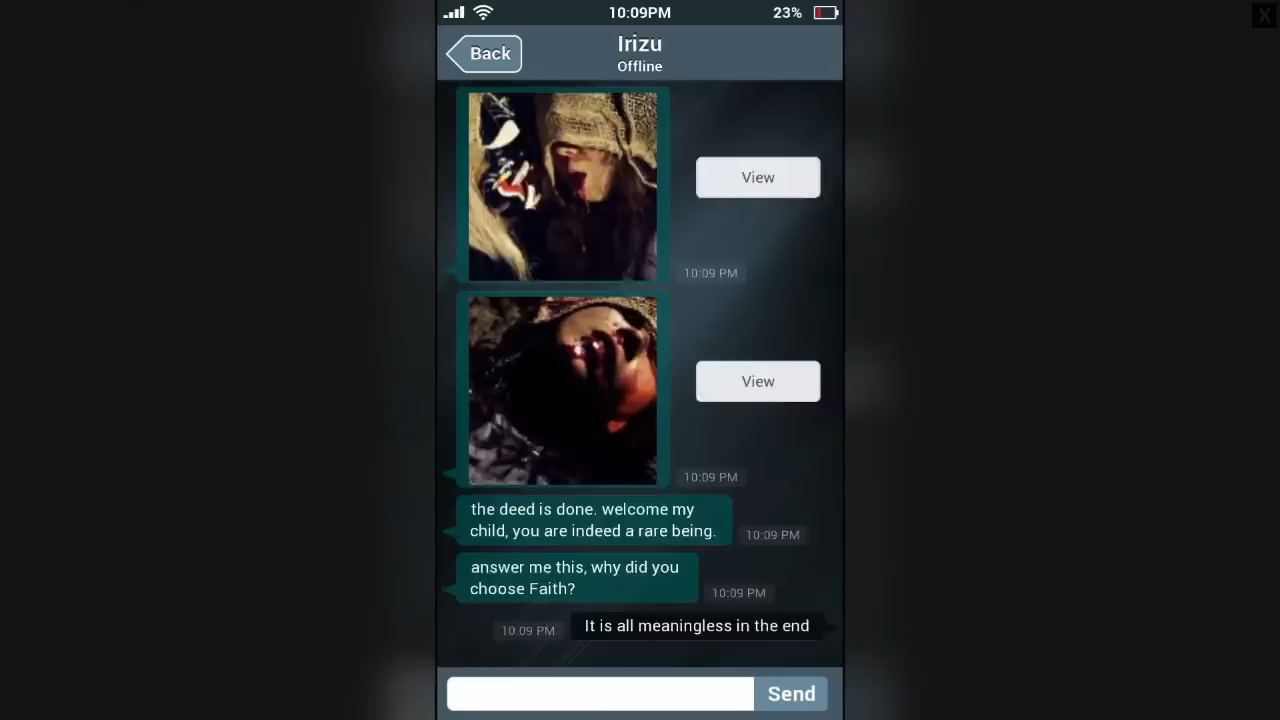 10:09PM
23%
X
Back
Irizu
Offline
View
10:09 PM
View
10:09 PM
the deed is done. welcome my
child, you are indeed a rare being.
10:09 PM
answer me this, why did you
choose Faith?
10:09 PM
10:09 PM
It is all meaningless in the end
Send